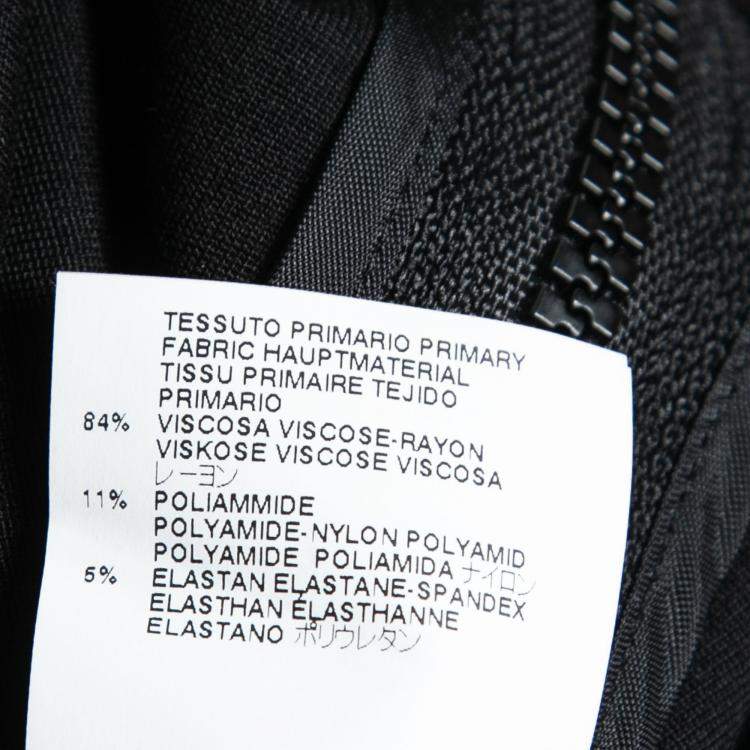 TESSUTO PRIMARIO PRIMARY
FABRIC HAUPTMATERIAL
TISSU PRIMAIRE TEJIDO
PRIMARIO
84% VISCOSA VISCOSE-RAYON
VISKOSE VISCOSE VISCOSA
レーヨン
11% POLIAMMIDE
POLYAMIDE-NYLON POLYAMID
POLYAMIDE POLIAMIDA ナイロン
5% ELASTAN ELASTANE-SPANDEX
ELASTHAN ELASTHANNE
ELASTANO ポリウレタン